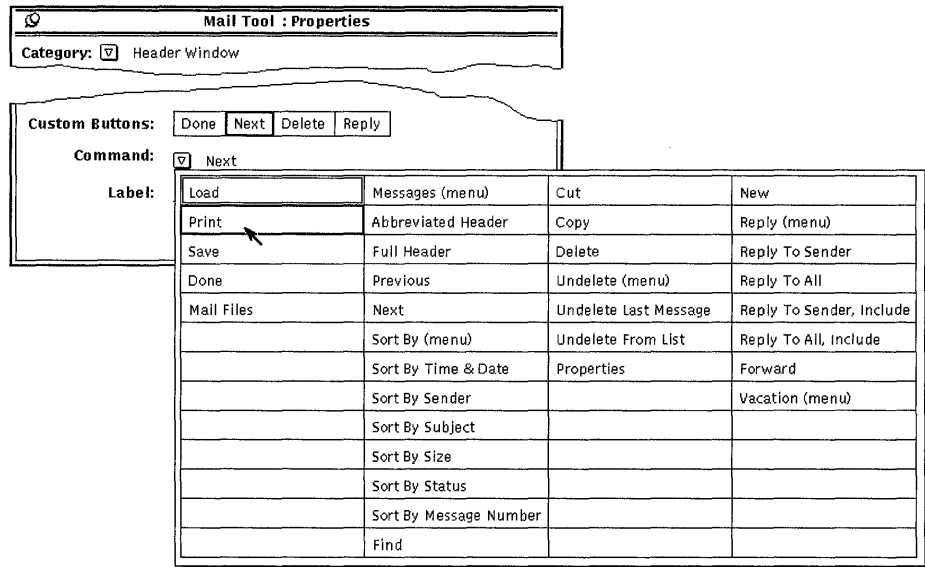 Mail Tool : Properties
Category: Header Window
Custom Buttons: Done Next Delete Reply
Command: Next
Label:
Load Messages (menu) Cut New
Print Abbreviated Header Copy Reply (menu)
Save Full Header Delete Reply To Sender
Done Previous Undelete (menu) Reply To All
Mail Files Next Undelete Last Message Reply To Sender, Include
Sort By (menu) Undelete From List Reply To All, Include
Sort By Time & Date Properties Forward
Sort By Sender Vacation (menu)
Sort By Subject
Sort By Size
Sort By Status
Sort By Message Number
Find